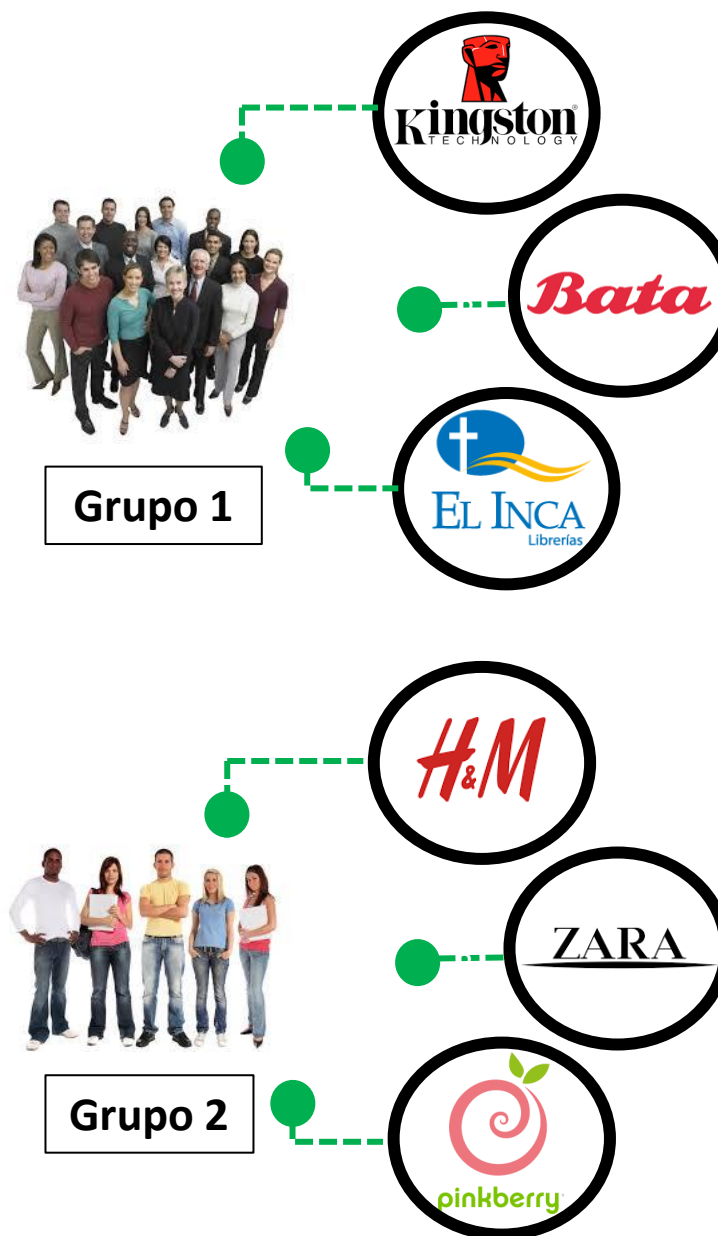 Kingston®
TECHNOLOGY
Bata
EL INCA
Librerías
Grupo 1
H&M
ZARA
pinkberry
Grupo 2